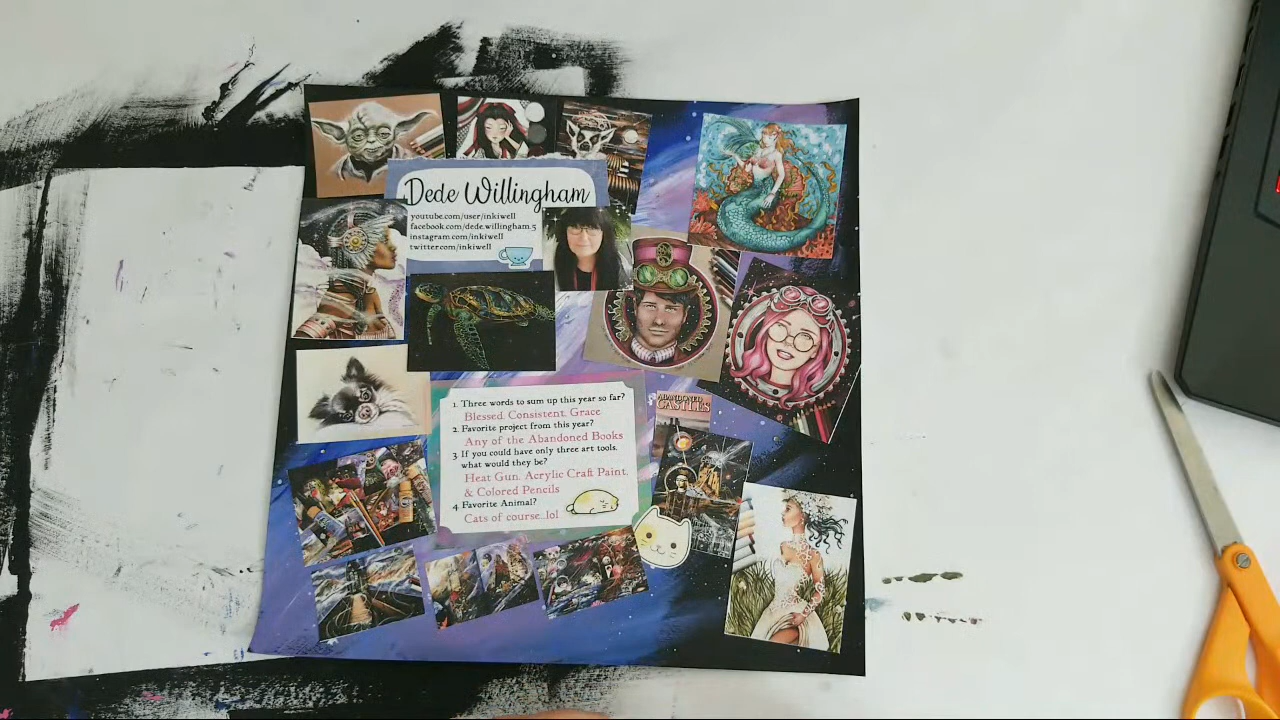 Dede Willingham
youtube.com/user/inkiwell
facebook.com/dede.willingham.5
instagram.com/inkiwell
twitter.com/inkiwell
1. Three words to sum up this year so far?
Blessed, Consistent, Grace
2. Favorite project from this year?
Any of the Abandoned Books
3. If you could have only three art tools,
what would they be?
Heat Gun, Acrylic Craft Paint,
& Colored Pencils
4 Favorite Animal?
Cats of course...lol
ABANDONED
CASTLES